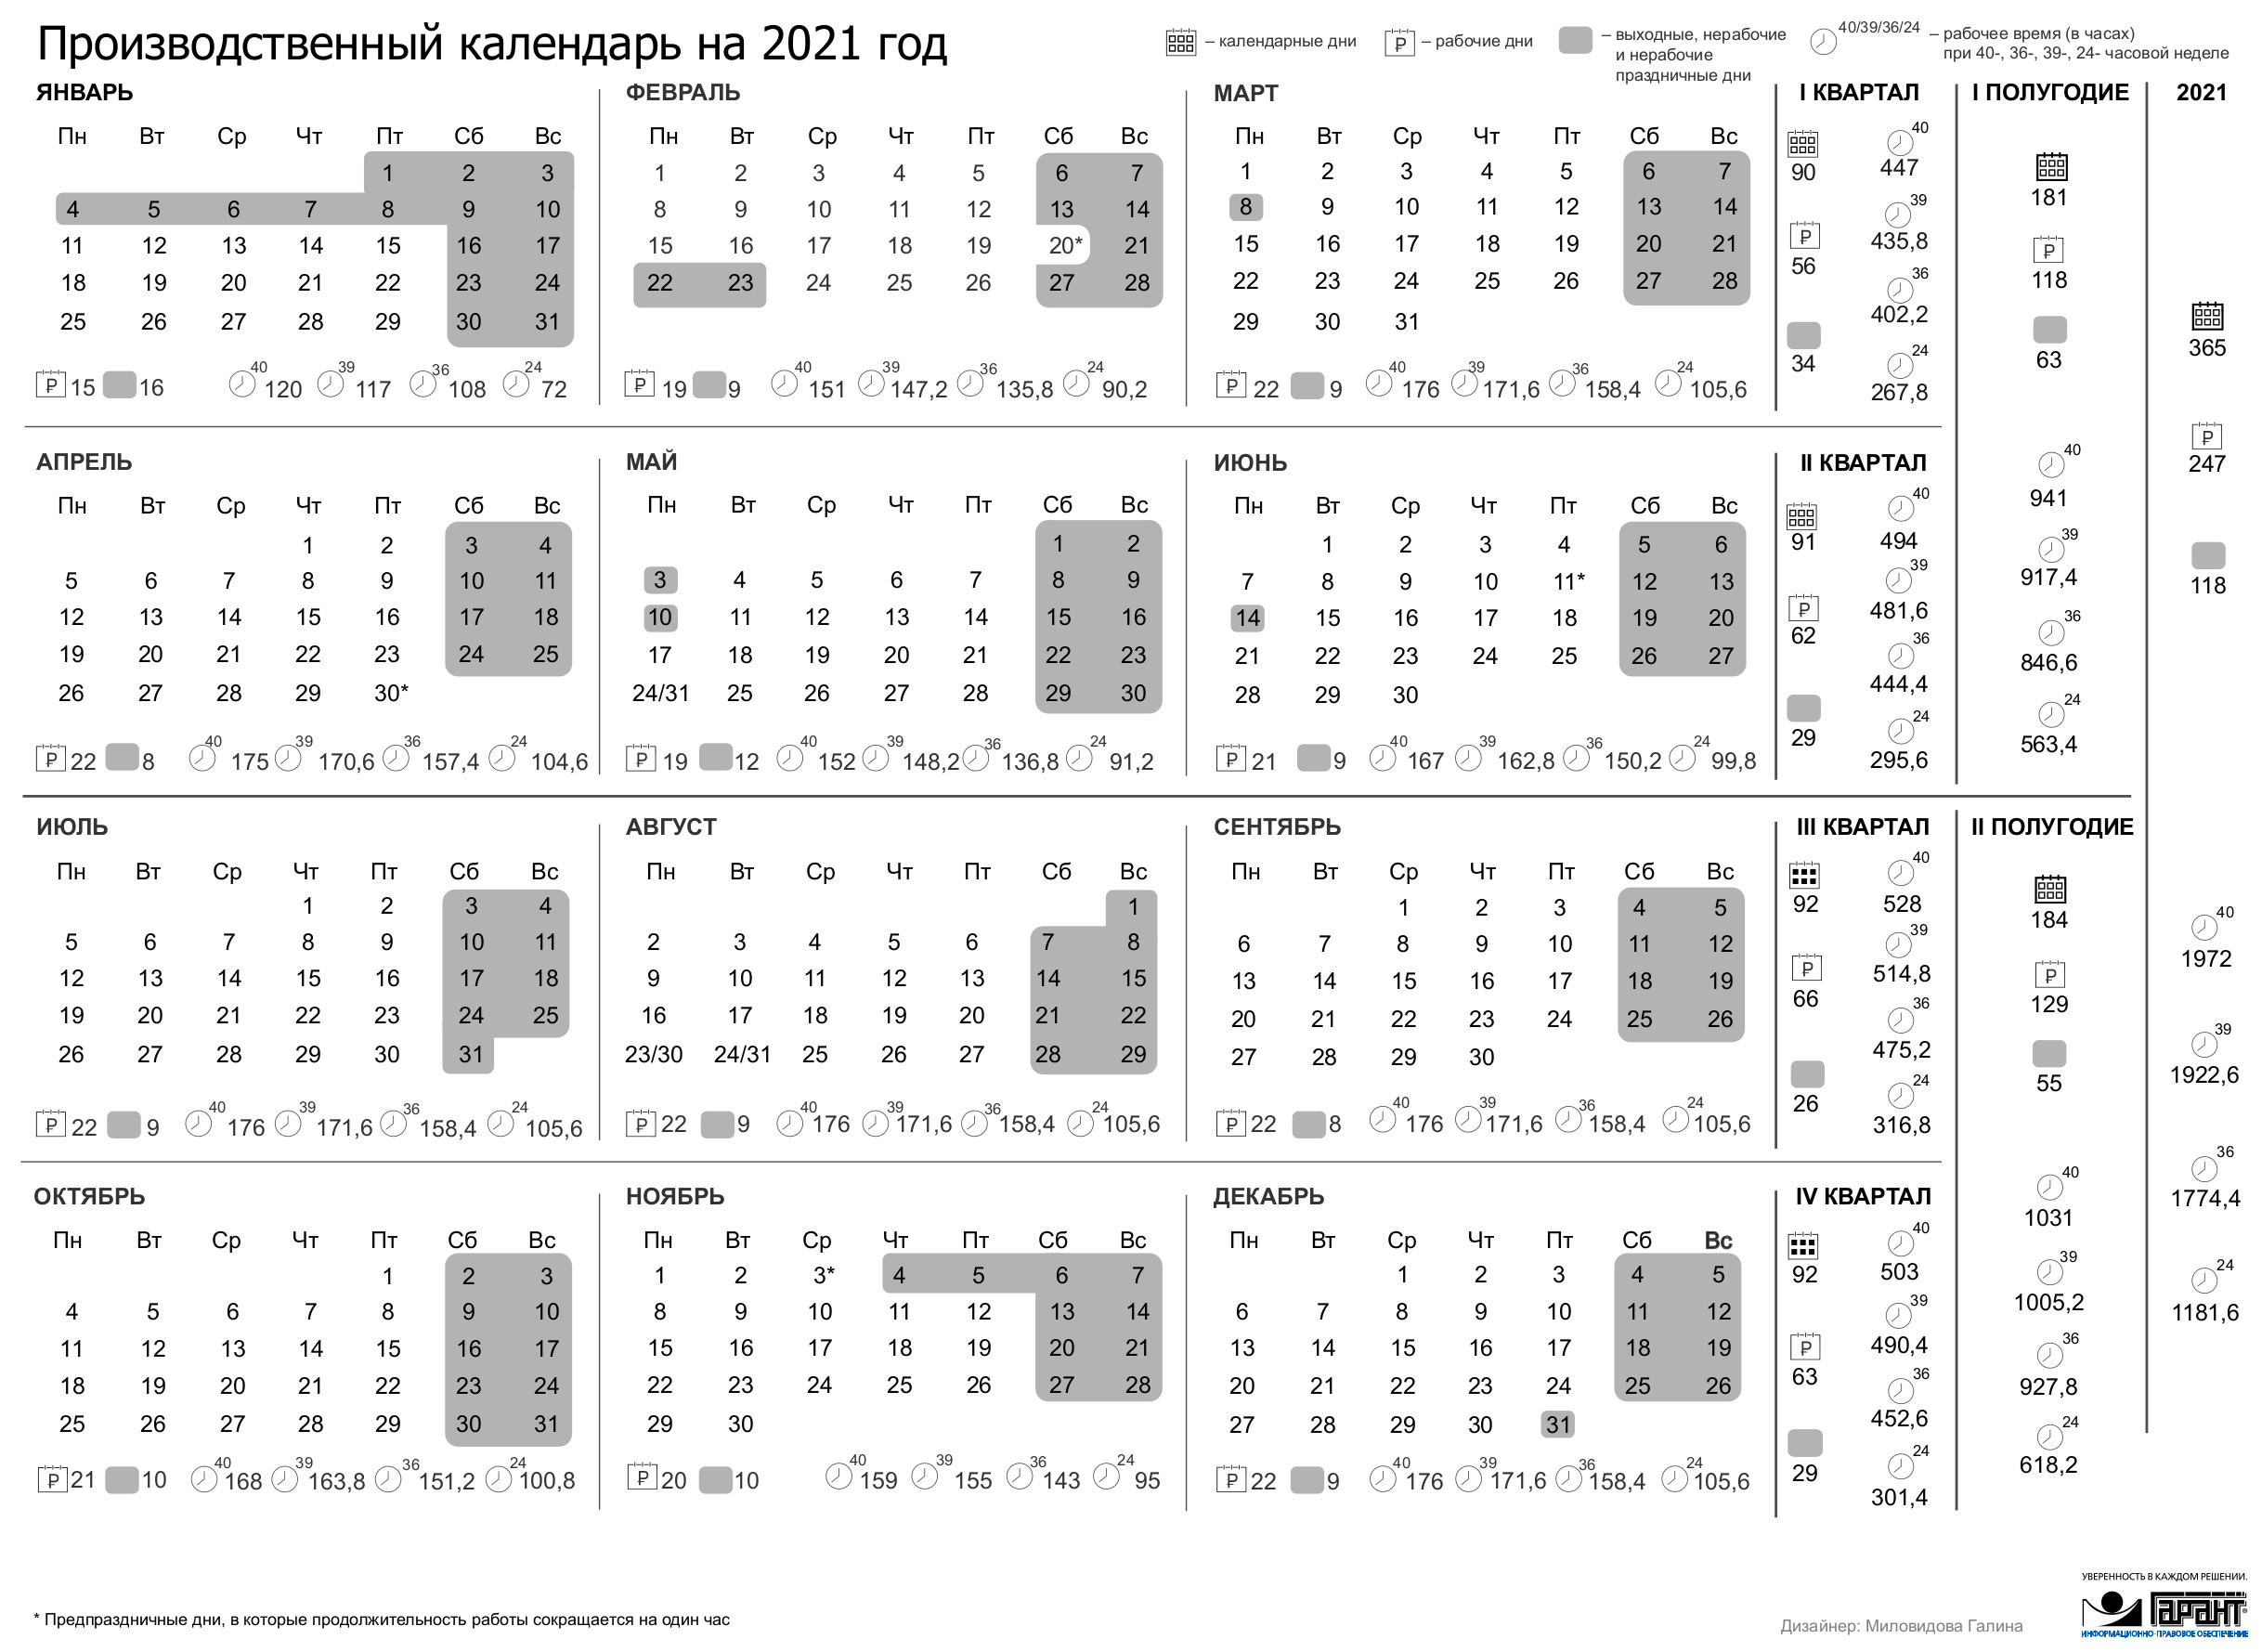 Производственный календарь на 2021 год
– календарные дни
– рабочие дни
– выходные, нерабочие
и нерабочие
праздничные дни
40/39/36/24
– рабочее время (в часах)
при 40-, 36-, 39-, 24- часовой неделе
ЯНВАРЬ
Пн Вт Ср Чт Пт Сб Вс
1 2 3
4 5 6 7 8 9 10
11 12 13 14 15 16 17
18 19 20 21 22 23 24
25 26 27 28 29 30 31
₽ 15 16 40 120 39 117 36 108 24 72
ФЕВРАЛЬ
Пн Вт Ср Чт Пт Сб Вс
1 2 3 4 5 6 7
8 9 10 11 12 13 14
15 16 17 18 19 20* 21
22 23 24 25 26 27 28
₽ 19 9 40 151 39 147,2 36 135,8 24 90,2
МАРТ
Пн Вт Ср Чт Пт Сб Вс
1 2 3 4 5 6 7
8 9 10 11 12 13 14
15 16 17 18 19 20 21
22 23 24 25 26 27 28
29 30 31
₽ 22 9 40 176 39 171,6 36 158,4 24 105,6
I КВАРТАЛ
90
₽ 56
34
40 447
39 435,8
36 402,2
24 267,8
АПРЕЛЬ
Пн Вт Ср Чт Пт Сб Вс
1 2 3 4
5 6 7 8 9 10 11
12 13 14 15 16 17 18
19 20 21 22 23 24 25
26 27 28 29 30*
₽ 22 8 40 175 39 170,6 36 157,4 24 104,6
МАЙ
Пн Вт Ср Чт Пт Сб Вс
1 2
3 4 5 6 7 8 9
10 11 12 13 14 15 16
17 18 19 20 21 22 23
24/31 25 26 27 28 29 30
₽ 19 12 40 152 39 148,2 36 136,8 24 91,2
ИЮНЬ
Пн Вт Ср Чт Пт Сб Вс
1 2 3 4 5 6
7 8 9 10 11* 12 13
14 15 16 17 18 19 20
21 22 23 24 25 26 27
28 29 30
₽ 21 9 40 167 39 162,8 36 150,2 24 99,8
II КВАРТАЛ
91
₽ 62
29
40 494
39 481,6
36 444,4
24 295,6
I ПОЛУГОДИЕ
181
₽ 118
63
40 941
39 917,4
36 846,6
24 563,4
ИЮЛЬ
Пн Вт Ср Чт Пт Сб Вс
1 2 3 4
5 6 7 8 9 10 11
12 13 14 15 16 17 18
19 20 21 22 23 24 25
26 27 28 29 30 31
₽ 22 9 40 176 39 171,6 36 158,4 24 105,6
АВГУСТ
Пн Вт Ср Чт Пт Сб Вс
1
2 3 4 5 6 7 8
9 10 11 12 13 14 15
16 17 18 19 20 21 22
23/30 24/31 25 26 27 28 29
₽ 22 9 40 176 39 171,6 36 158,4 24 105,6
СЕНТЯБРЬ
Пн Вт Ср Чт Пт Сб Вс
1 2 3 4 5
6 7 8 9 10 11 12
13 14 15 16 17 18 19
20 21 22 23 24 25 26
27 28 29 30
₽ 22 8 40 176 39 171,6 36 158,4 24 105,6
III КВАРТАЛ
92
₽ 66
26
40 528
39 514,8
36 475,2
24 316,8
ОКТЯБРЬ
Пн Вт Ср Чт Пт Сб Вс
1 2 3
4 5 6 7 8 9 10
11 12 13 14 15 16 17
18 19 20 21 22 23 24
25 26 27 28 29 30 31
₽ 21 10 40 168 39 163,8 36 151,2 24 100,8
НОЯБРЬ
Пн Вт Ср Чт Пт Сб Вс
1 2 3* 4 5 6 7
8 9 10 11 12 13 14
15 16 17 18 19 20 21
22 23 24 25 26 27 28
29 30
₽ 20 10 40 159 39 155 36 143 24 95
ДЕКАБРЬ
Пн Вт Ср Чт Пт Сб Вс
1 2 3 4 5
6 7 8 9 10 11 12
13 14 15 16 17 18 19
20 21 22 23 24 25 26
27 28 29 30 31
₽ 22 9 40 176 39 171,6 36 158,4 24 105,6
IV КВАРТАЛ
92
₽ 63
29
40 503
39 490,4
36 452,6
24 301,4
II ПОЛУГОДИЕ
184
₽ 129
55
40 1031
39 1005,2
36 927,8
24 618,2
2021
365
₽ 247
118
40 1972
39 1922,6
36 1774,4
24 1181,6
* Предпраздничные дни, в которые продолжительность работы сокращается на один час
Дизайнер: Миловидова Галина
УВЕРЕННОСТЬ В КАЖДОМ РЕШЕНИИ.
ГАРАНТ®
ИНФОРМАЦИОННО-ПРАВОВОЕ ОБЕСПЕЧЕНИЕ